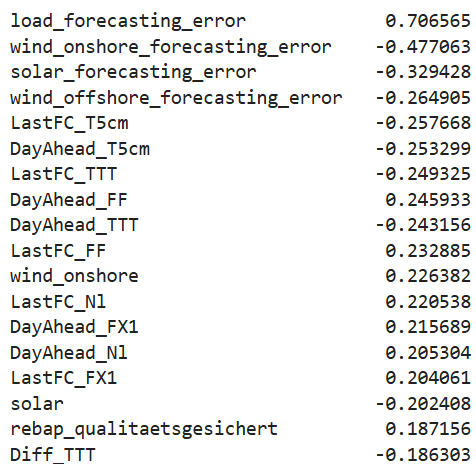 load_forecasting_error 0.706565
wind_onshore_forecasting_error -0.477063
solar_forecasting_error -0.329428
wind_offshore_forecasting_error -0.264905
LastFC_T5cm -0.257668
DayAhead_T5cm -0.253299
LastFC_TTT -0.249325
DayAhead_FF 0.245933
DayAhead_TTT -0.243156
LastFC_FF 0.232885
wind_onshore 0.226382
LastFC_Nl 0.220538
DayAhead_FX1 0.215689
DayAhead_Nl 0.205304
LastFC_FX1 0.204061
solar -0.202408
rebap_qualitaetsgesichert 0.187156
Diff_TTT -0.186303